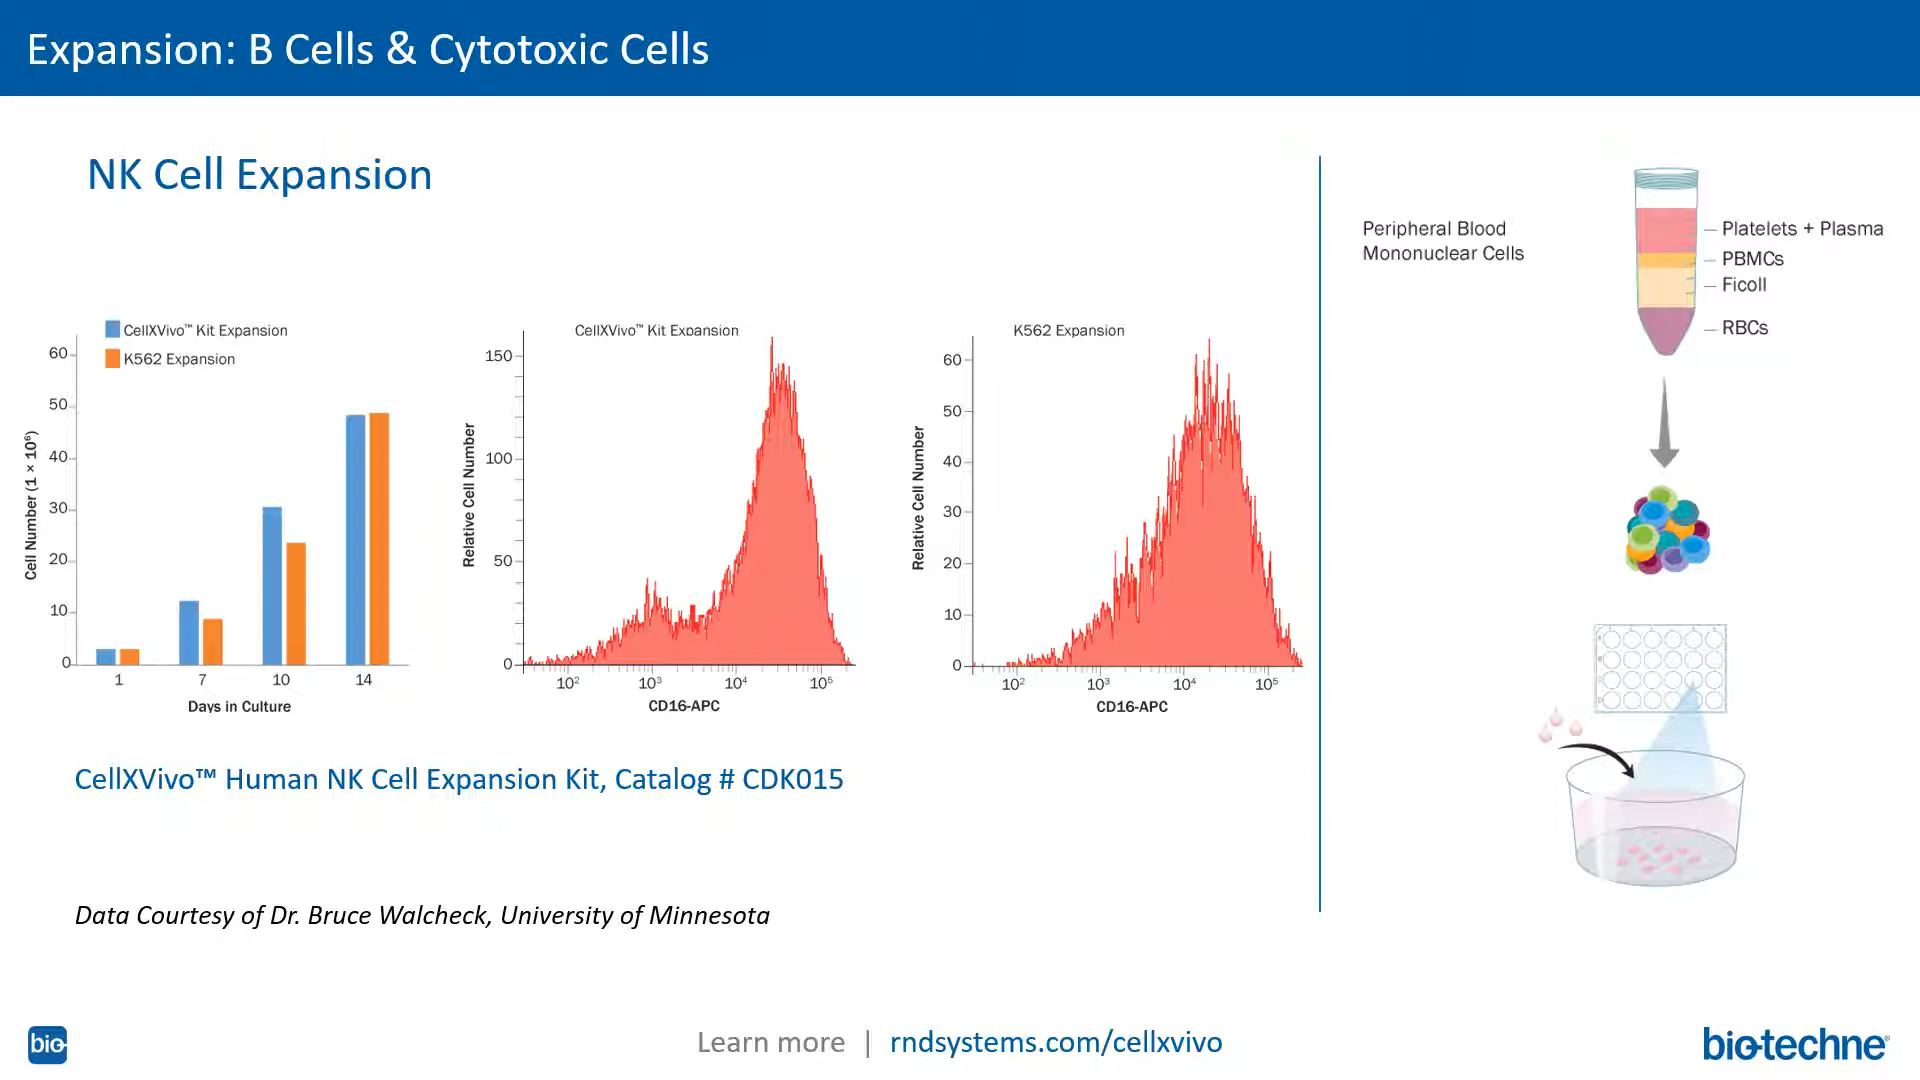 Expansion: B Cells & Cytotoxic Cells
NK Cell Expansion
CellXVivo™ Kit Expansion
K562 Expansion
60
50
40
30
20
10
0
Cell Number (1 × 10⁶)
1 7 10 14
Days in Culture
CellXVivo™ Kit Expansion
150
100
50
0
Relative Cell Number
10² 10³ 10⁴ 10⁵
CD16-APC
K562 Expansion
60
50
40
30
20
10
0
Relative Cell Number
10² 10³ 10⁴ 10⁵
CD16-APC
CellXVivo™ Human NK Cell Expansion Kit, Catalog # CDK015
Data Courtesy of Dr. Bruce Walcheck, University of Minnesota
Peripheral Blood
Mononuclear Cells
Platelets + Plasma
PBMCs
Ficoll
RBCs
bio-
Learn more | rndsystems.com/cellxvivo
bio-techne®